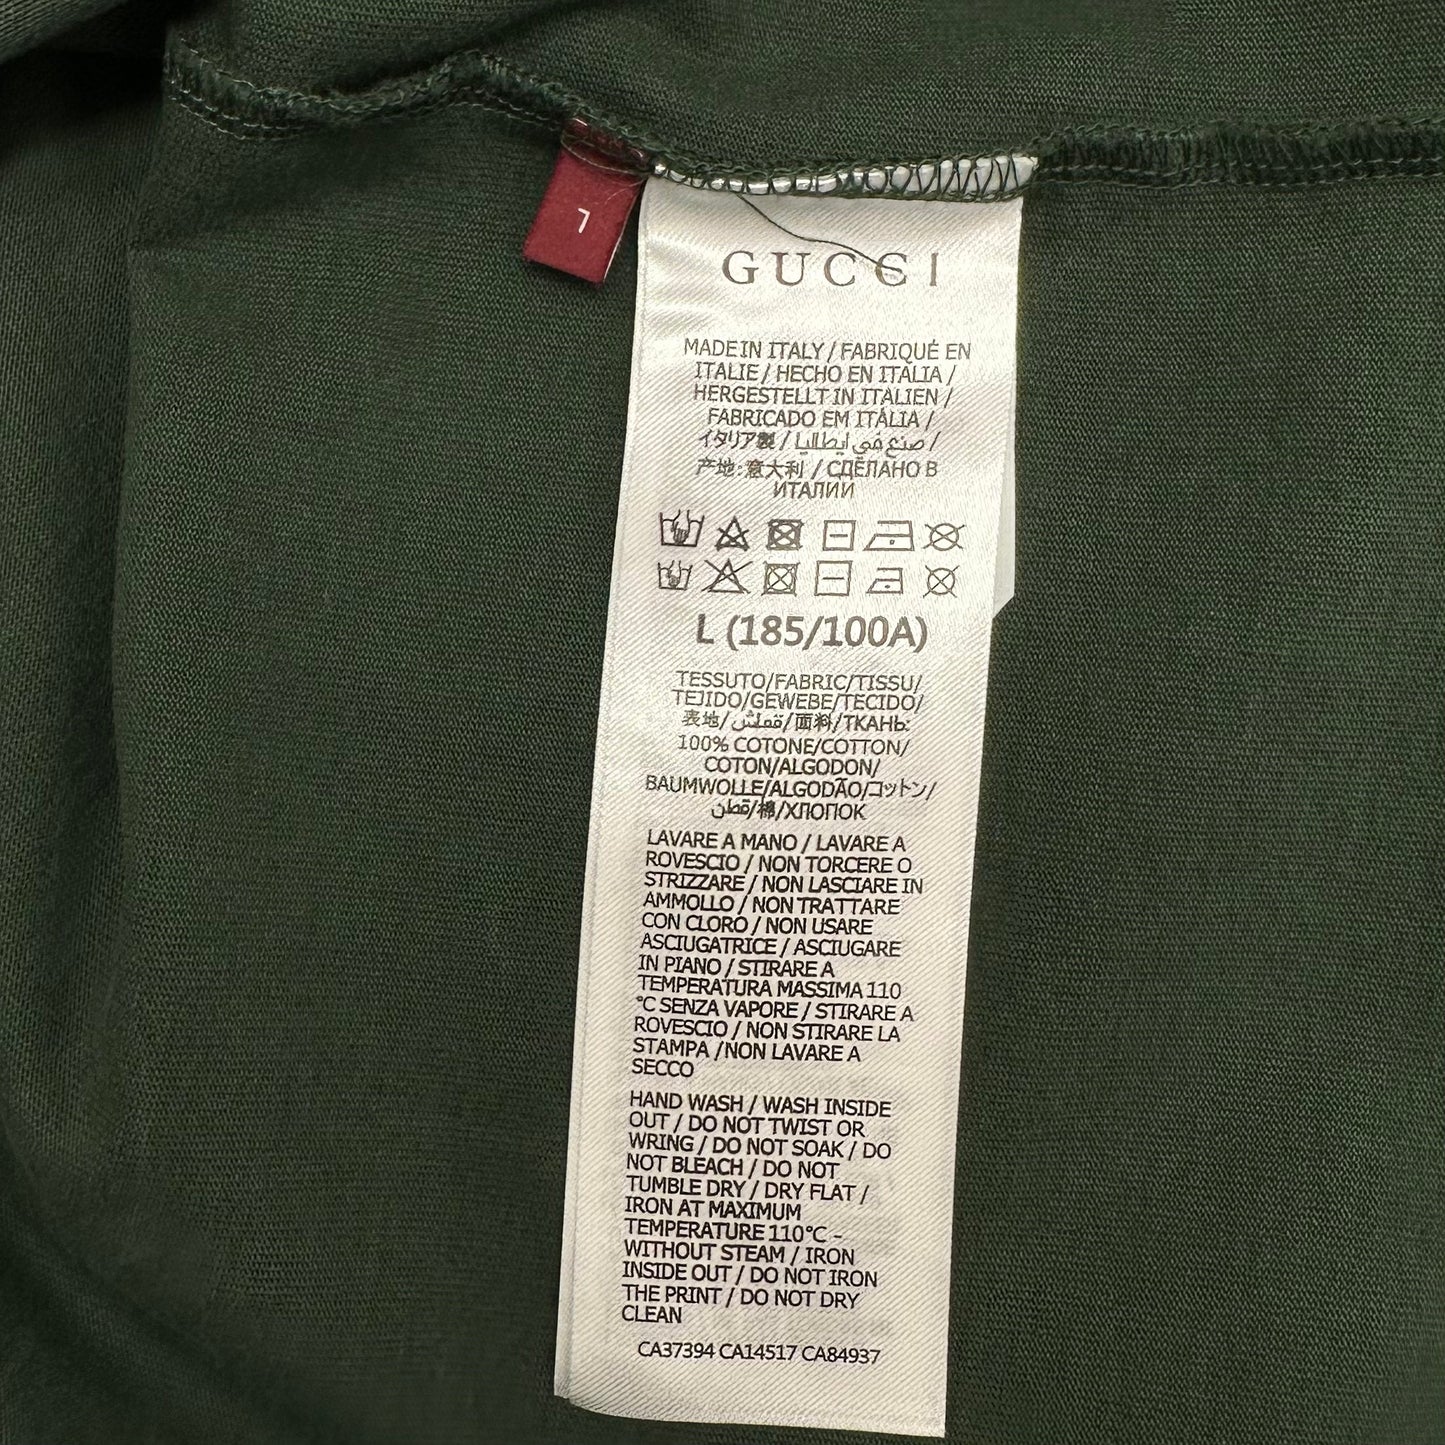 L
GUCCI
MADE IN ITALY / FABRIQUÉ EN
ITALIE / HECHO EN ITALIA /
HERGESTELLT IN ITALIEN /
FABRICADO EM ITÁLIA /
イタリア製 / صنع في ايطاليا /
产地:意大利 / СДЕЛАНО В
ИТАЛИИ
L (185/100A)
TESSUTO/FABRIC/TISSU/
TEJIDO/GEWEBE/TECIDO/
表地/قماش/面料/ТКАНЬ:
100% COTONE/COTTON/
COTON/ALGODON/
BAUMWOLLE/ALGODÃO/コットン/
قطن/棉/ХЛОПОК
LAVARE A MANO / LAVARE A
ROVESCIO / NON TORCERE O
STRIZZARE / NON LASCIARE IN
AMMOLLO / NON TRATTARE
CON CLORO / NON USARE
ASCIUGATRICE / ASCIUGARE
IN PIANO / STIRARE A
TEMPERATURA MASSIMA 110
°C SENZA VAPORE / STIRARE A
ROVESCIO / NON STIRARE LA
STAMPA /NON LAVARE A
SECCO
HAND WASH / WASH INSIDE
OUT / DO NOT TWIST OR
WRING / DO NOT SOAK / DO
NOT BLEACH / DO NOT
TUMBLE DRY / DRY FLAT /
IRON AT MAXIMUM
TEMPERATURE 110°C -
WITHOUT STEAM / IRON
INSIDE OUT / DO NOT IRON
THE PRINT / DO NOT DRY
CLEAN
CA37394 CA14517 CA84937